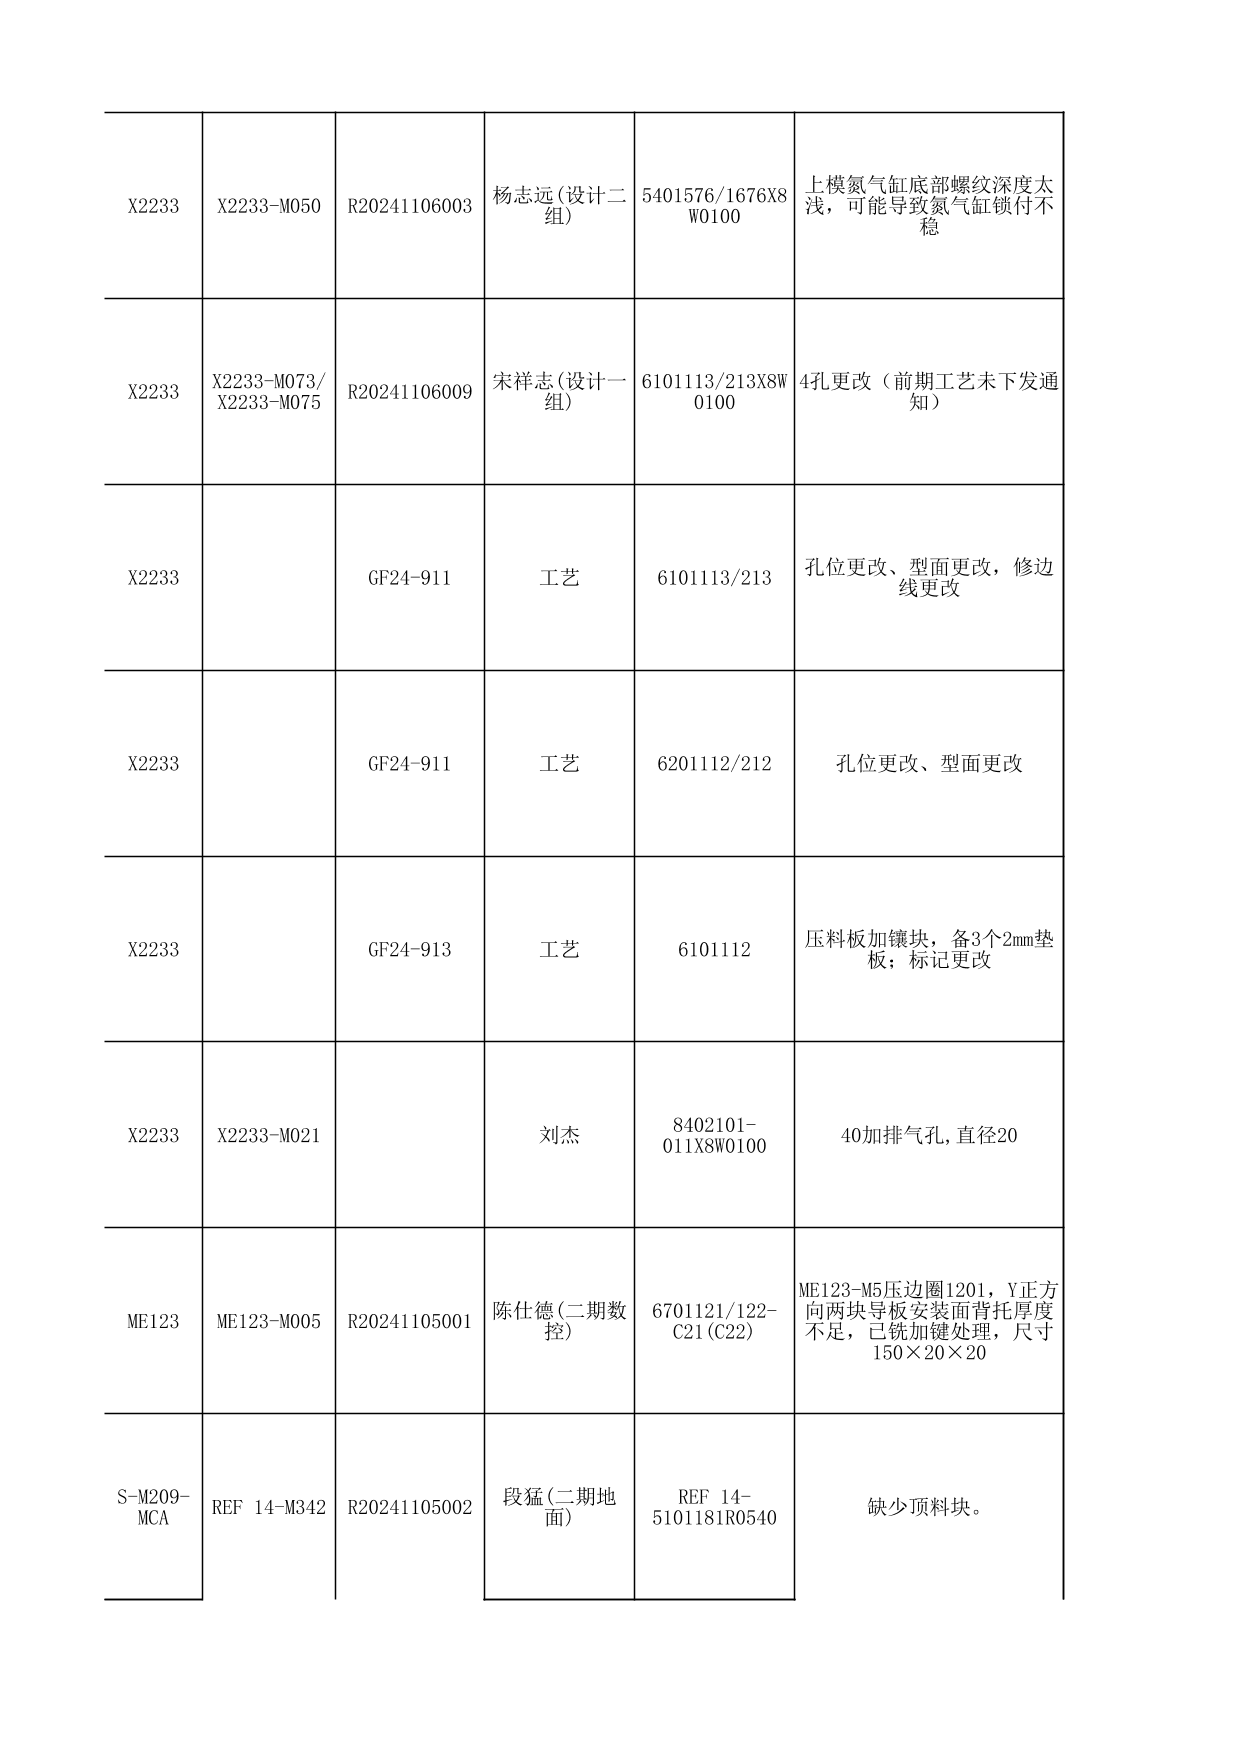 X2233
X2233-M050
R20241106003
杨志远(设计二
组)
5401576/1676X8
W0100
上模氮气缸底部螺纹深度太
浅，可能导致氮气缸锁付不
稳
X2233
X2233-M073/
X2233-M075
R20241106009
宋祥志(设计一
组)
6101113/213X8W
0100
4孔更改（前期工艺未下发通
知）
X2233
GF24-911
工艺
6101113/213
孔位更改、型面更改，修边
线更改
X2233
GF24-911
工艺
6201112/212
孔位更改、型面更改
X2233
GF24-913
工艺
6101112
压料板加镶块，备3个2mm垫
板；标记更改
X2233
X2233-M021
刘杰
8402101-
011X8W0100
40加排气孔,直径20
ME123
ME123-M005
R20241105001
陈仕德(二期数
控)
6701121/122-
C21(C22)
ME123-M5压边圈1201，Y正方
向两块导板安装面背托厚度
不足，已铣加键处理，尺寸
150×20×20
S-M209-
MCA
REF 14-M342
R20241105002
段猛(二期地
面)
REF 14-
5101181R0540
缺少顶料块。